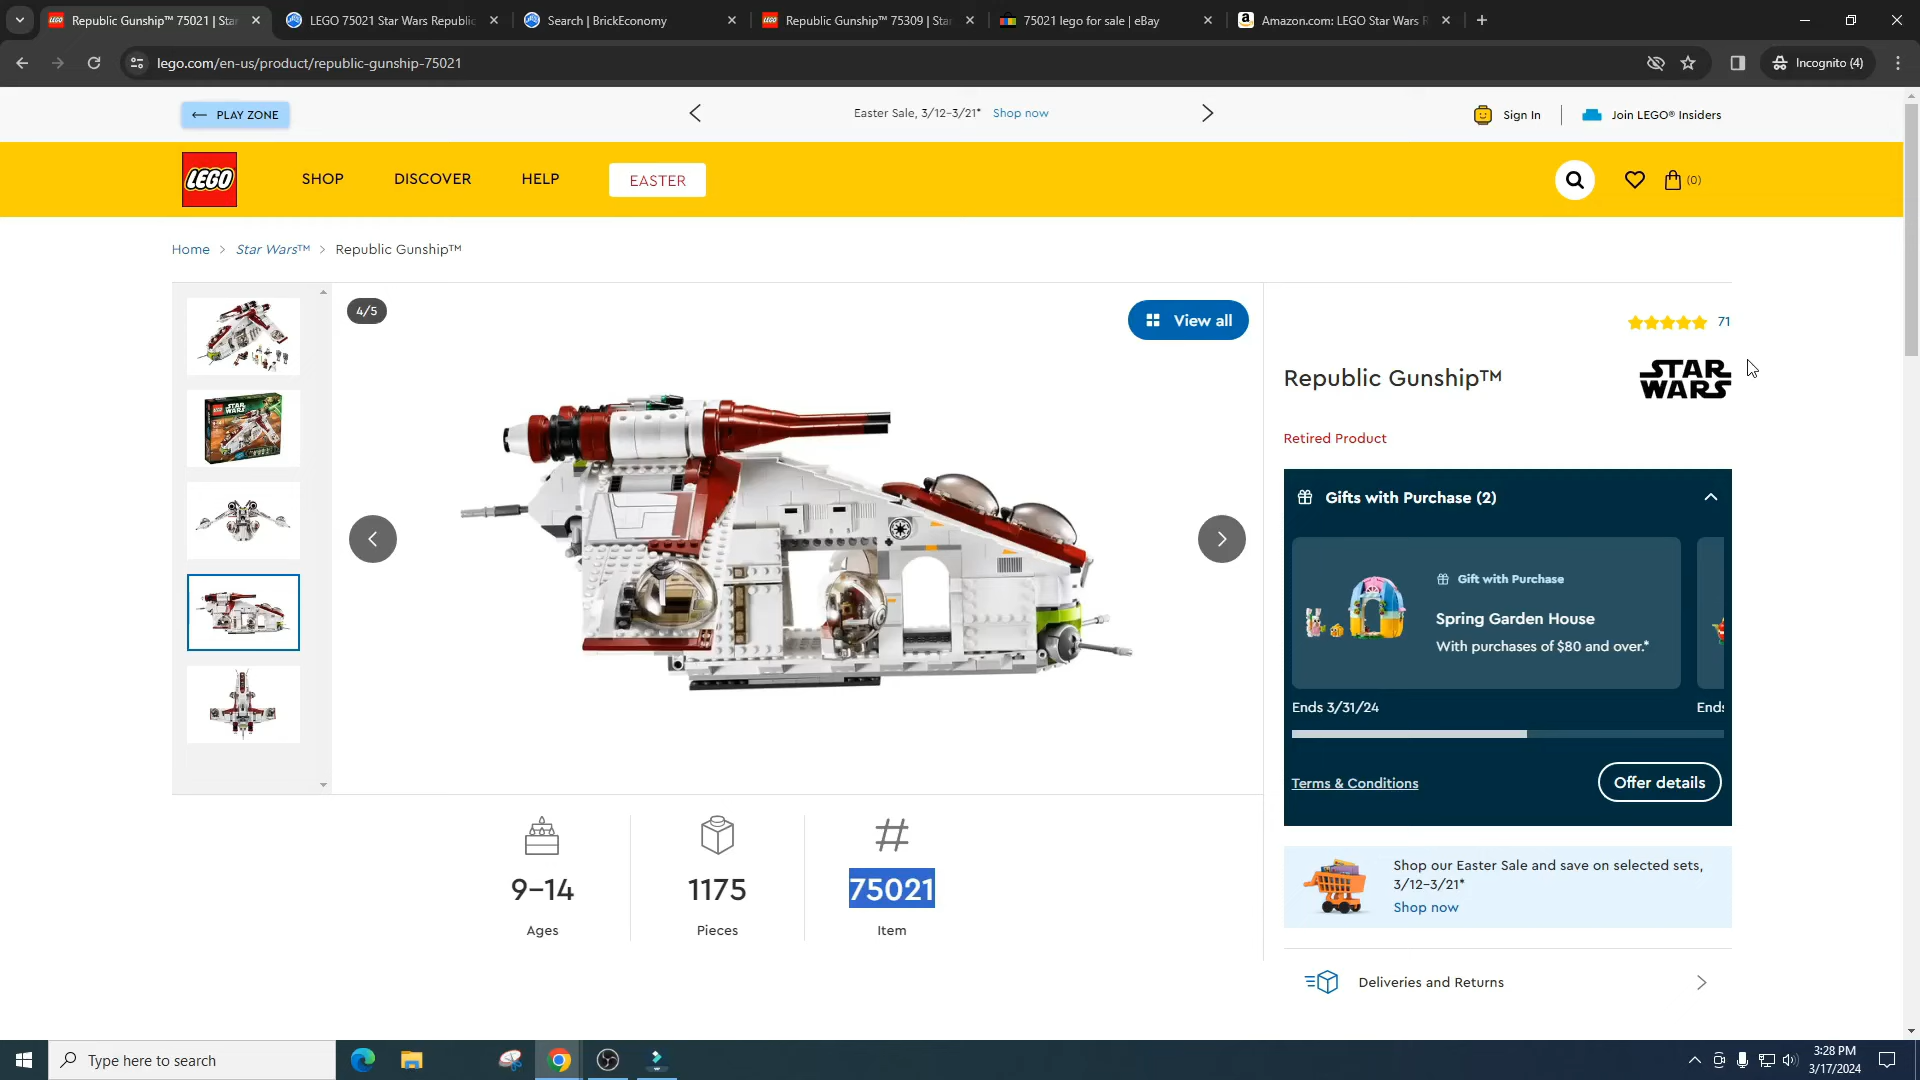 Republic Gunship™ 75021 | Star
LEGO 75021 Star Wars Republic
Search | BrickEconomy
Republic Gunship™ 75309 | Star
75021 lego for sale | eBay
Amazon.com: LEGO Star Wars R
lego.com/en-us/product/republic-gunship-75021
Incognito (4)
PLAY ZONE
Easter Sale, 3/12-3/21* Shop now
Sign In
Join LEGO® Insiders
LEGO
SHOP
DISCOVER
HELP
EASTER
(0)
Home > Star Wars™ > Republic Gunship™
4/5
View all
71
Republic Gunship™
STAR
WARS
Retired Product
Gifts with Purchase (2)
Gift with Purchase
Spring Garden House
With purchases of $80 and over.*
Ends 3/31/24
Ends
Terms & Conditions
Offer details
9-14
Ages
1175
Pieces
75021
Item
Shop our Easter Sale and save on selected sets,
3/12-3/21*
Shop now
Deliveries and Returns
Type here to search
3:28 PM
3/17/2024